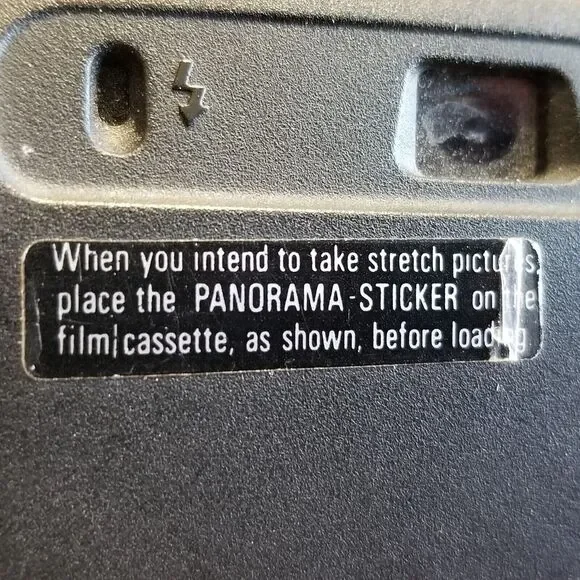 When you intend to take stretch pictures,
place the PANORAMA-STICKER on the
film cassette, as shown, before loading